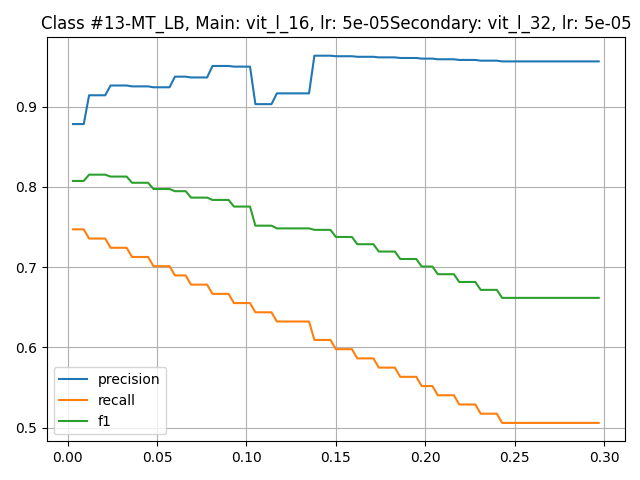 Class #13-MT_LB, Main: vit_l_16, lr: 5e-05Secondary: vit_l_32, lr: 5e-05
0.9
0.8
0.7
0.6
0.5
precision
recall
f1
0.00 0.05 0.10 0.15 0.20 0.25 0.30